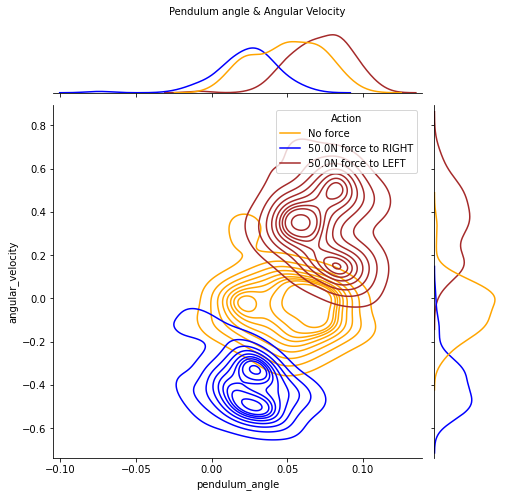 Pendulum angle & Angular Velocity
Action
No force
50.0N force to RIGHT
50.0N force to LEFT
0.8
0.6
0.4
0.2
0.0
−0.2
−0.4
−0.6
angular_velocity
−0.10 −0.05 0.00 0.05 0.10
pendulum_angle